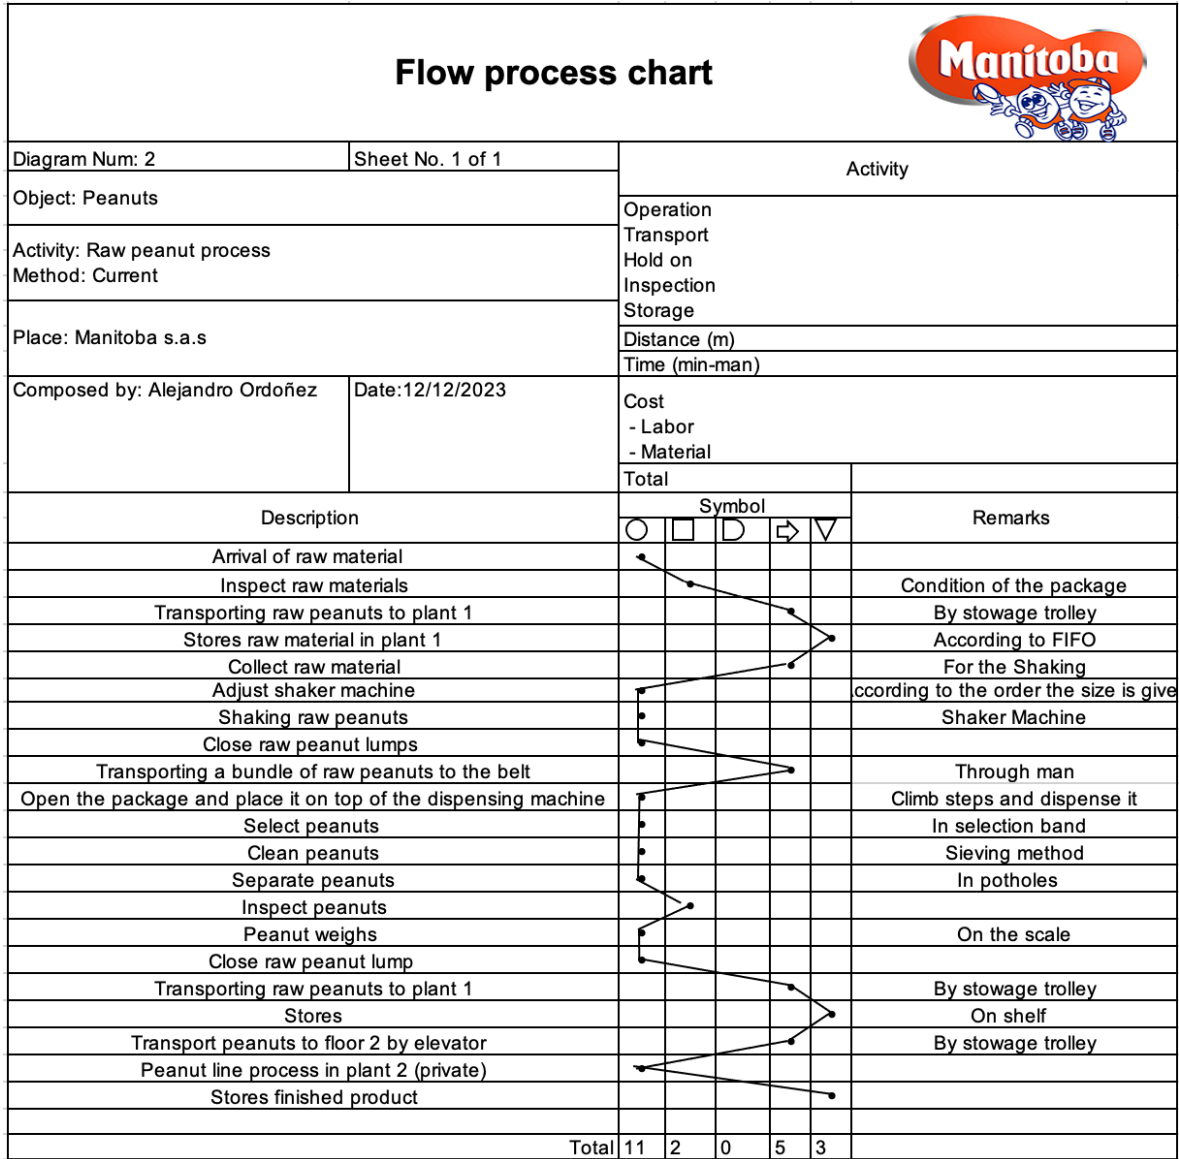 Flow process chart
Manitoba
Diagram Num: 2
Sheet No. 1 of 1
Activity
Object: Peanuts
Operation
Transport
Hold on
Inspection
Storage
Activity: Raw peanut process
Method: Current
Place: Manitoba s.a.s
Distance (m)
Time (min-man)
Composed by: Alejandro Ordoñez
Date:12/12/2023
Cost
- Labor
- Material
Total
Description
Symbol
Remarks
Arrival of raw material
Inspect raw materials Condition of the package
Transporting raw peanuts to plant 1 By stowage trolley
Stores raw material in plant 1 According to FIFO
Collect raw material For the Shaking
Adjust shaker machine ccording to the order the size is give
Shaking raw peanuts Shaker Machine
Close raw peanut lumps
Transporting a bundle of raw peanuts to the belt Through man
Open the package and place it on top of the dispensing machine Climb steps and dispense it
Select peanuts In selection band
Clean peanuts Sieving method
Separate peanuts In potholes
Inspect peanuts
Peanut weighs On the scale
Close raw peanut lump
Transporting raw peanuts to plant 1 By stowage trolley
Stores On shelf
Transport peanuts to floor 2 by elevator By stowage trolley
Peanut line process in plant 2 (private)
Stores finished product
Total 11 2 0 5 3